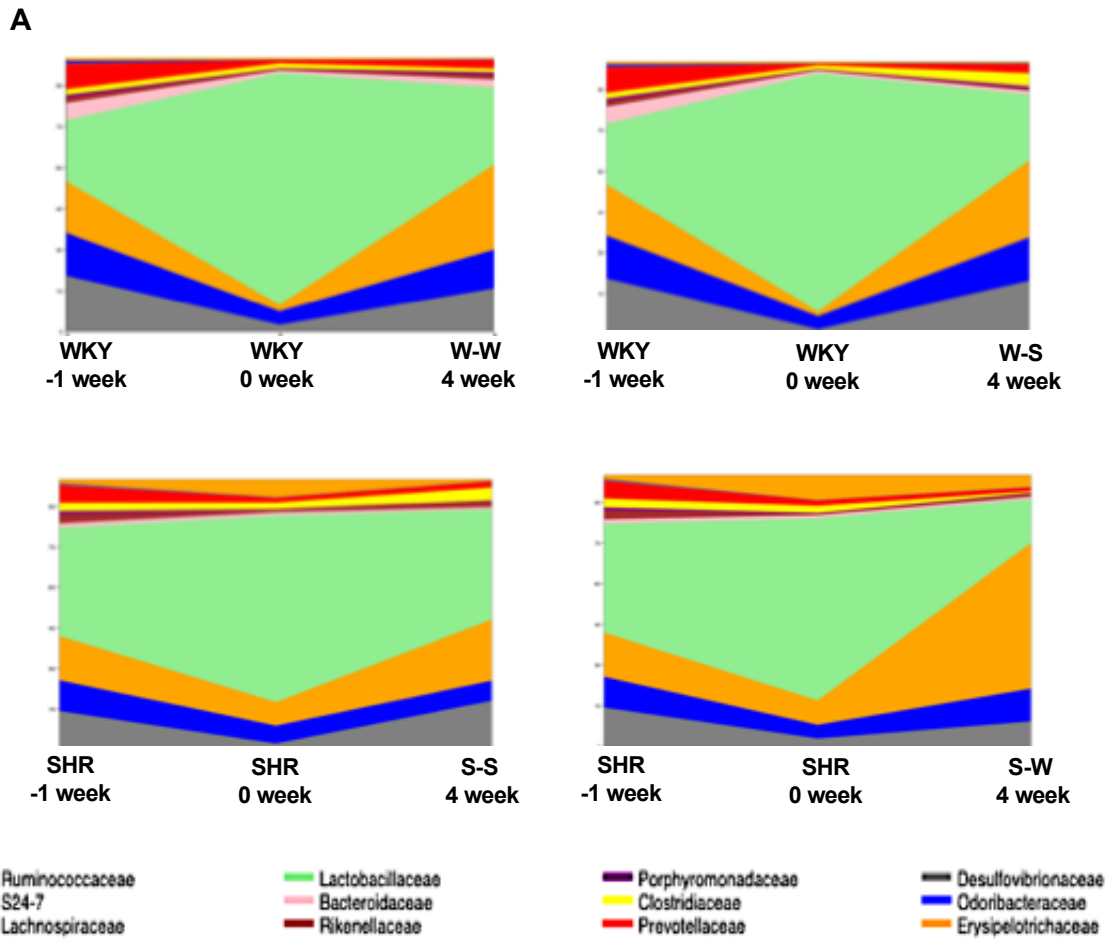 A
WKY
-1 week
WKY
0 week
W-W
4 week
WKY
-1 week
WKY
0 week
W-S
4 week
SHR
-1 week
SHR
0 week
S-S
4 week
SHR
-1 week
SHR
0 week
S-W
4 week
Ruminococcaceae
S24-7
Lachnospiraceae
Lactobacillaceae
Bacteroidaceae
Rikenellaceae
Porphyromonadaceae
Clostridiaceae
Prevotellaceae
Desulfovibrionaceae
Odoribacteraceae
Erysipelotrichaceae